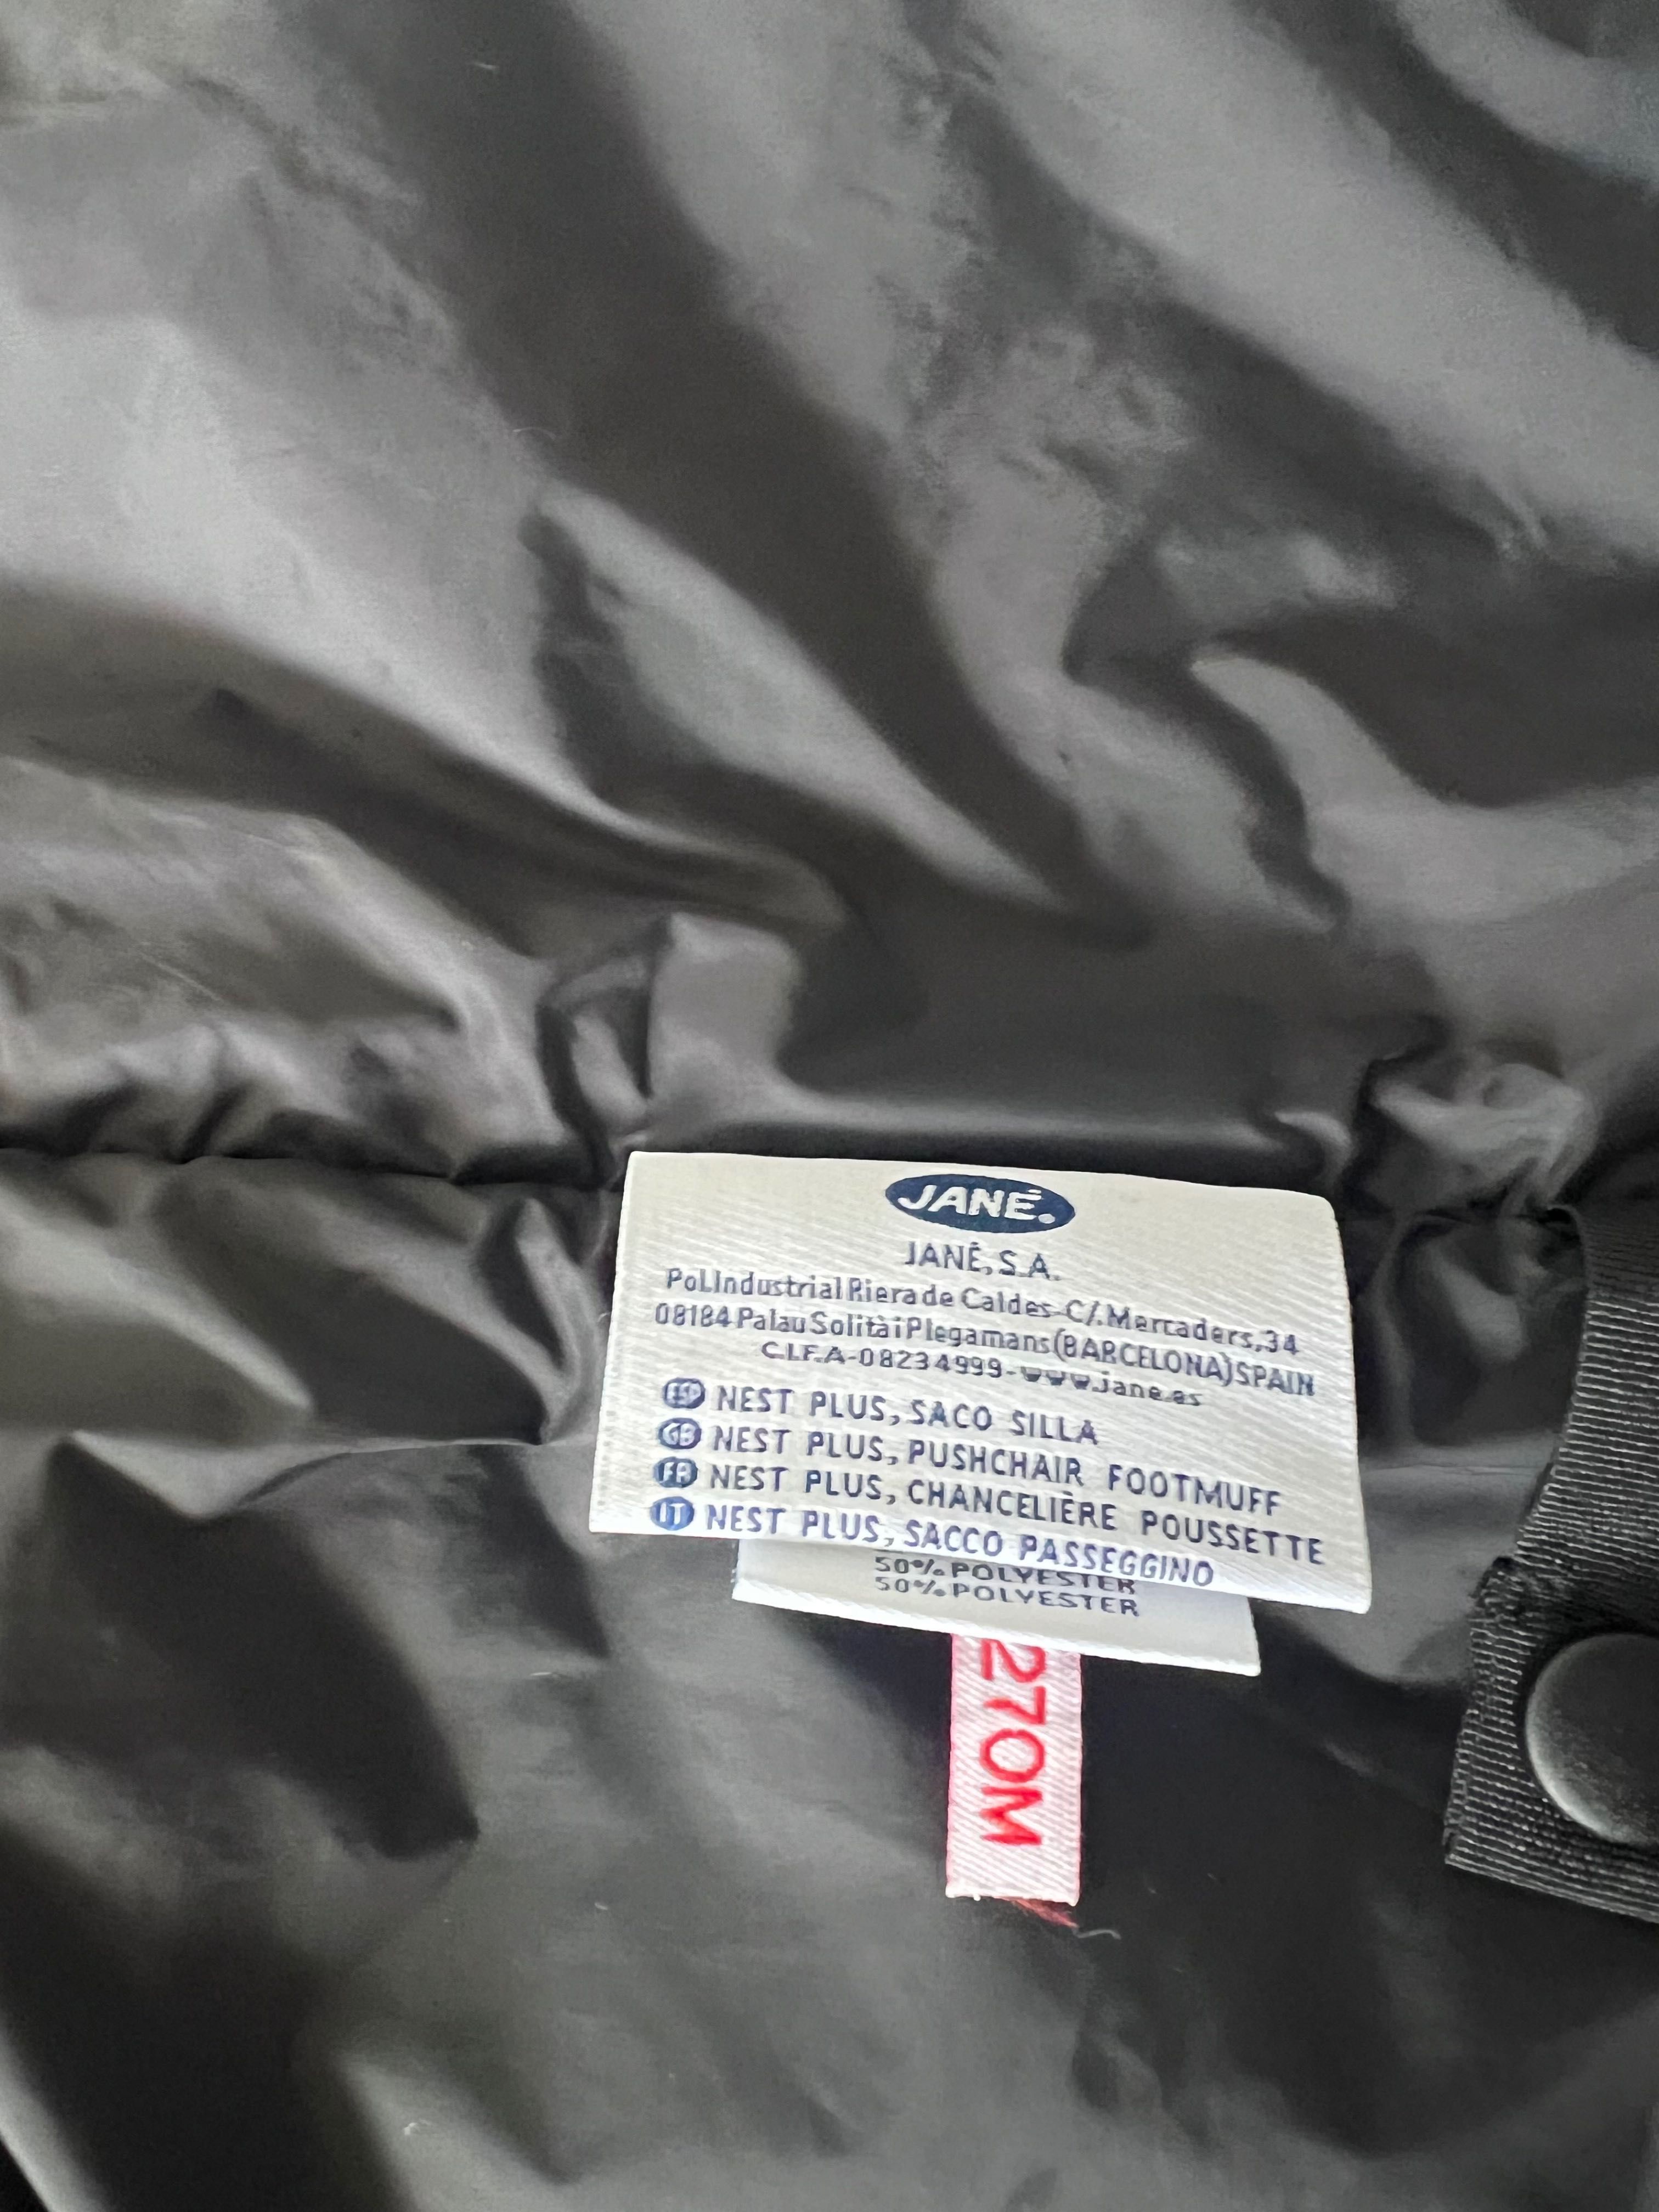 JANÉ.
JANÉ, S.A.
Pol.Industrial Riera de Caldes-C/.Mercaders,34
08184 Palau Solità i Plegamans (BARCELONA) SPAIN
C.I.F.A-08234999-www.jane.es
ES NEST PLUS, SACO SILLA
GB NEST PLUS, PUSHCHAIR FOOTMUFF
FR NEST PLUS, CHANCELIÈRE POUSSETTE
IT NEST PLUS, SACCO PASSEGGINO
50% POLYESTER
50% POLYESTER
270M